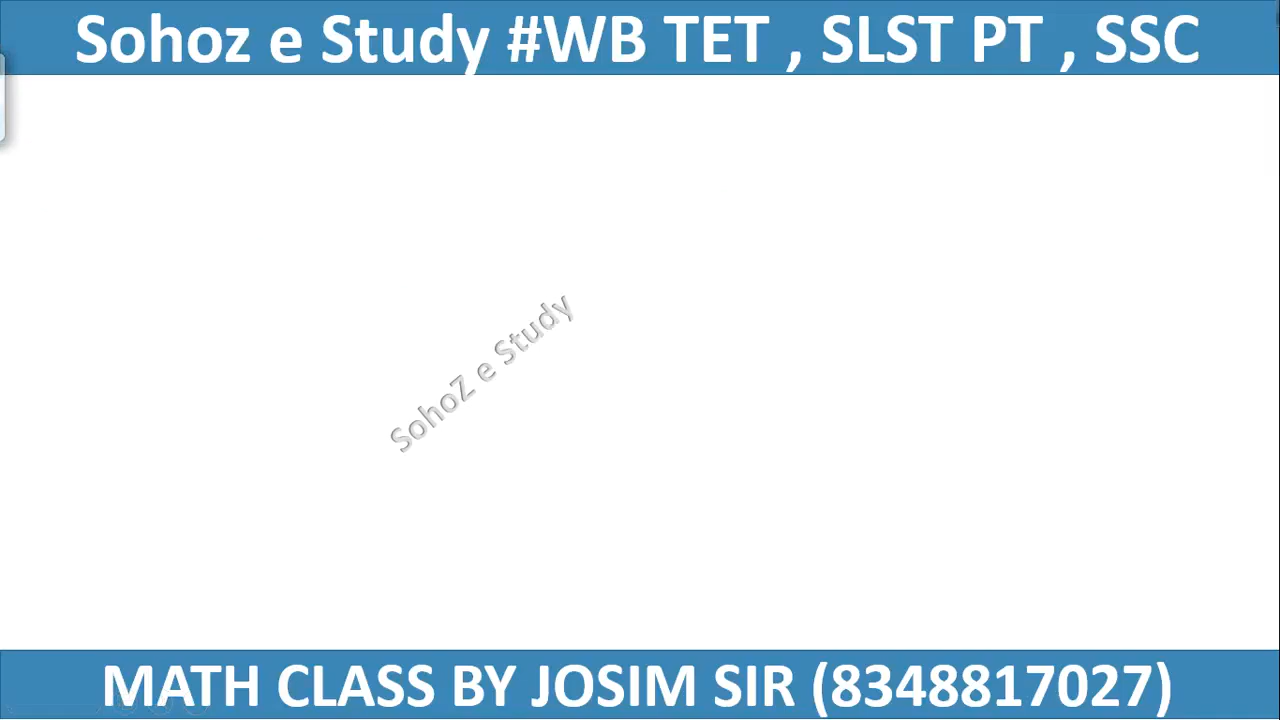 Sohoz e Study #WB TET , SLST PT , SSC
SohoZ e Study
MATH CLASS BY JOSIM SIR (8348817027)